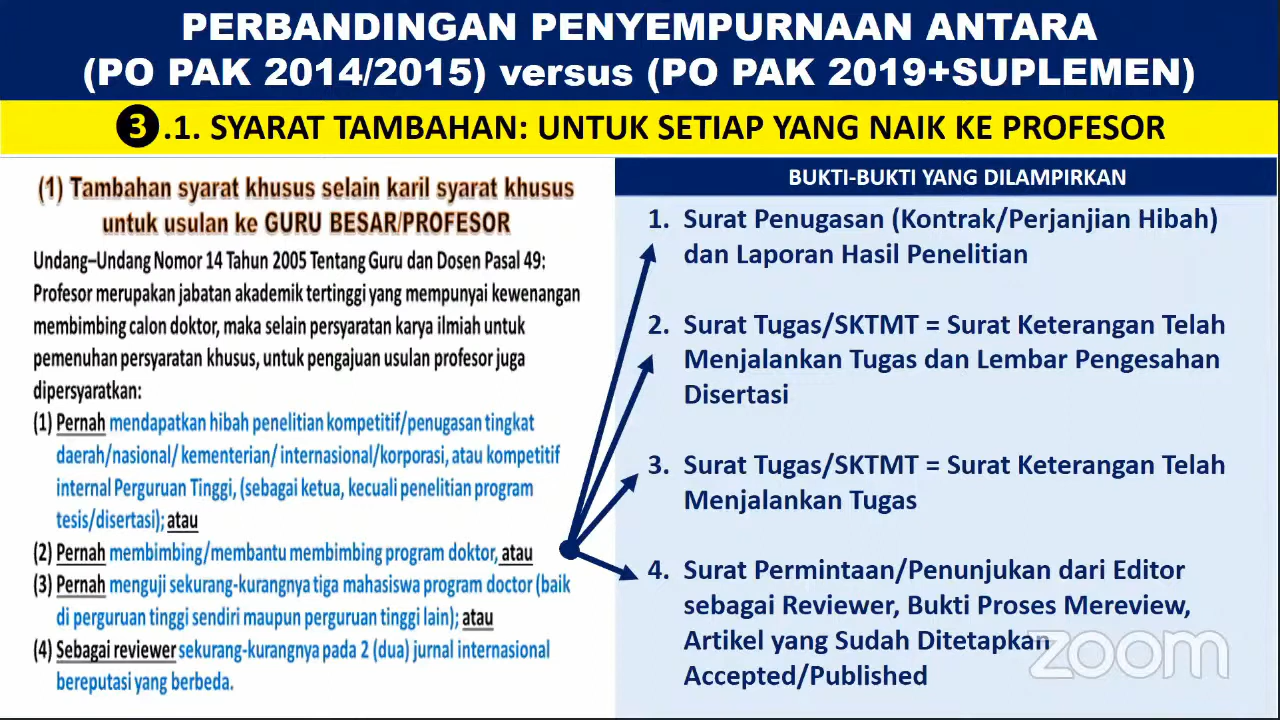 PERBANDINGAN PENYEMPURNAAN ANTARA
(PO PAK 2014/2015) versus (PO PAK 2019+SUPLEMEN)
3.1. SYARAT TAMBAHAN: UNTUK SETIAP YANG NAIK KE PROFESOR
(1) Tambahan syarat khusus selain karil syarat khusus
untuk usulan ke GURU BESAR/PROFESOR
Undang–Undang Nomor 14 Tahun 2005 Tentang Guru dan Dosen Pasal 49:
Profesor merupakan jabatan akademik tertinggi yang mempunyai kewenangan
membimbing calon doktor, maka selain persyaratan karya ilmiah untuk
pemenuhan persyaratan khusus, untuk pengajuan usulan profesor juga
dipersyaratkan:
(1) Pernah mendapatkan hibah penelitian kompetitif/penugasan tingkat
daerah/nasional/ kementerian/ internasional/korporasi, atau kompetitif
internal Perguruan Tinggi, (sebagai ketua, kecuali penelitian program
tesis/disertasi); atau
(2) Pernah membimbing/membantu membimbing program doktor, atau
(3) Pernah menguji sekurang-kurangnya tiga mahasiswa program doctor (baik
di perguruan tinggi sendiri maupun perguruan tinggi lain); atau
(4) Sebagai reviewer sekurang-kurangnya pada 2 (dua) jurnal internasional
bereputasi yang berbeda.
BUKTI-BUKTI YANG DILAMPIRKAN
1. Surat Penugasan (Kontrak/Perjanjian Hibah)
dan Laporan Hasil Penelitian
2. Surat Tugas/SKTMT = Surat Keterangan Telah
Menjalankan Tugas dan Lembar Pengesahan
Disertasi
3. Surat Tugas/SKTMT = Surat Keterangan Telah
Menjalankan Tugas
4. Surat Permintaan/Penunjukan dari Editor
sebagai Reviewer, Bukti Proses Mereview,
Artikel yang Sudah Ditetapkan
Accepted/Published
zoom